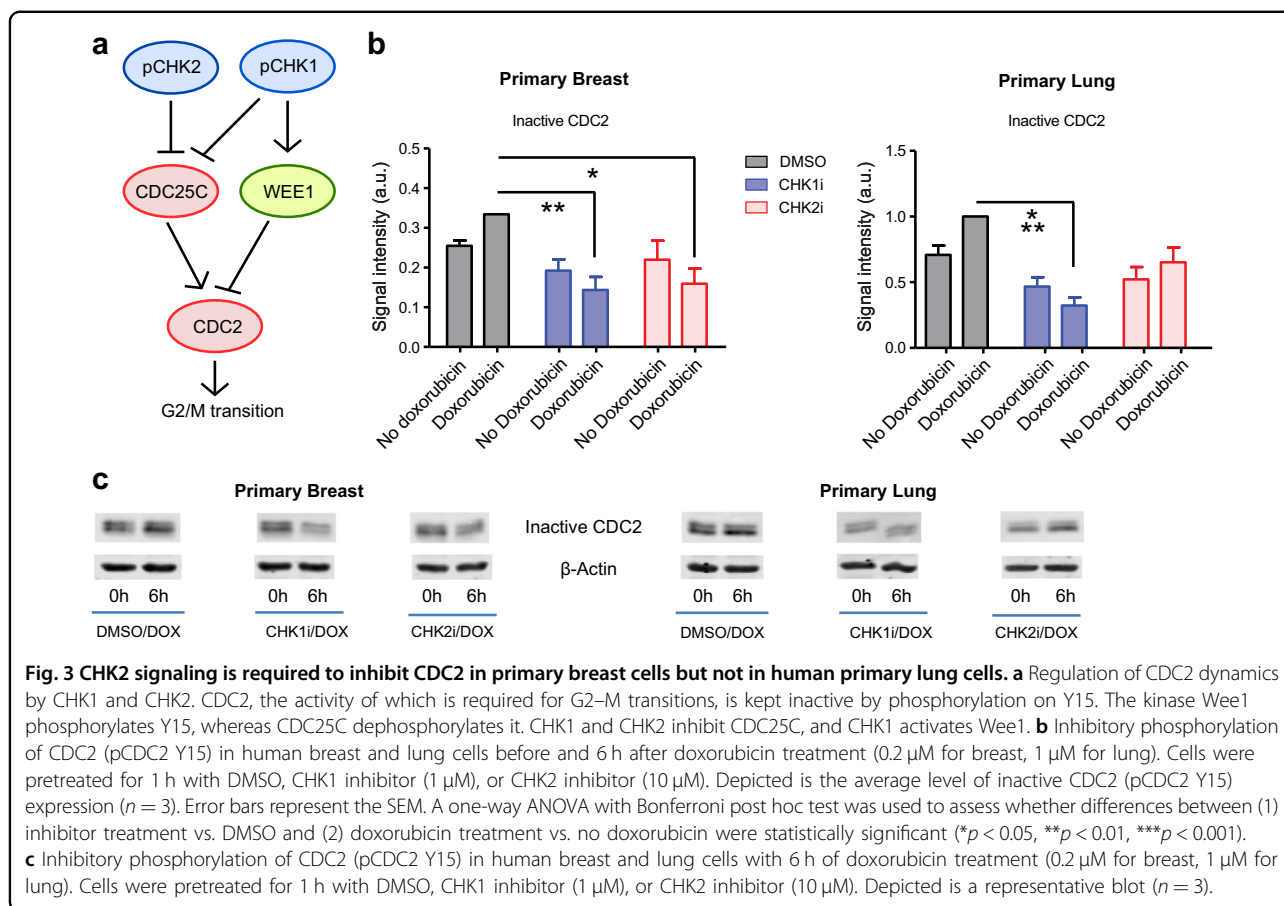 a
pCHK2
pCHK1
CDC25C
WEE1
CDC2
G2/M transition
b
Primary Breast
Inactive CDC2
Signal intensity (a.u.)
0.5
0.4
0.3
0.2
0.1
0.0
*
**
No doxorubicin
Doxorubicin
No Doxorubicin
Doxorubicin
No Doxorubicin
Doxorubicin
DMSO
CHK1i
CHK2i
Primary Lung
Inactive CDC2
Signal intensity (a.u.)
1.5
1.0
0.5
0.0
*
**
No Doxorubicin
Doxorubicin
No Doxorubicin
Doxorubicin
No Doxorubicin
Doxorubicin
c
Primary Breast
Primary Lung
Inactive CDC2
β-Actin
0h 6h 0h 6h 0h 6h 0h 6h 0h 6h 0h 6h
DMSO/DOX CHK1i/DOX CHK2i/DOX DMSO/DOX CHK1i/DOX CHK2i/DOX
Fig. 3 CHK2 signaling is required to inhibit CDC2 in primary breast cells but not in human primary lung cells. a Regulation of CDC2 dynamics
by CHK1 and CHK2. CDC2, the activity of which is required for G2–M transitions, is kept inactive by phosphorylation on Y15. The kinase Wee1
phosphorylates Y15, whereas CDC25C dephosphorylates it. CHK1 and CHK2 inhibit CDC25C, and CHK1 activates Wee1. b Inhibitory phosphorylation
of CDC2 (pCDC2 Y15) in human breast and lung cells before and 6 h after doxorubicin treatment (0.2 μM for breast, 1 μM for lung). Cells were
pretreated for 1 h with DMSO, CHK1 inhibitor (1 μM), or CHK2 inhibitor (10 μM). Depicted is the average level of inactive CDC2 (pCDC2 Y15)
expression (n = 3). Error bars represent the SEM. A one-way ANOVA with Bonferroni post hoc test was used to assess whether differences between (1)
inhibitor treatment vs. DMSO and (2) doxorubicin treatment vs. no doxorubicin were statistically significant (*p < 0.05, **p < 0.01, ***p < 0.001).
c Inhibitory phosphorylation of CDC2 (pCDC2 Y15) in human breast and lung cells with 6 h of doxorubicin treatment (0.2 μM for breast, 1 μM for
lung). Cells were pretreated for 1 h with DMSO, CHK1 inhibitor (1 μM), or CHK2 inhibitor (10 μM). Depicted is a representative blot (n = 3).